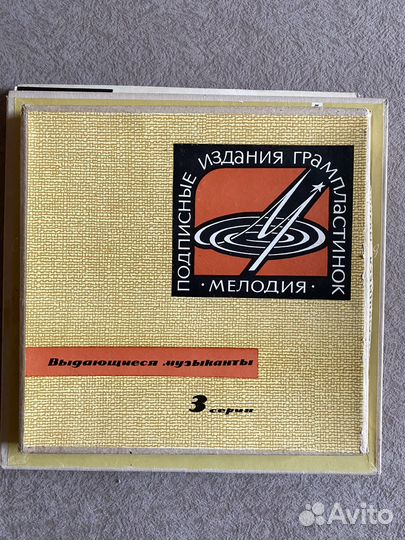 ПОДПИСНЫЕ ИЗДАНИЯ ГРАМПЛАСТИНОК
· МЕЛОДИЯ ·
Выдающиеся музыканты
3 серия
Avito